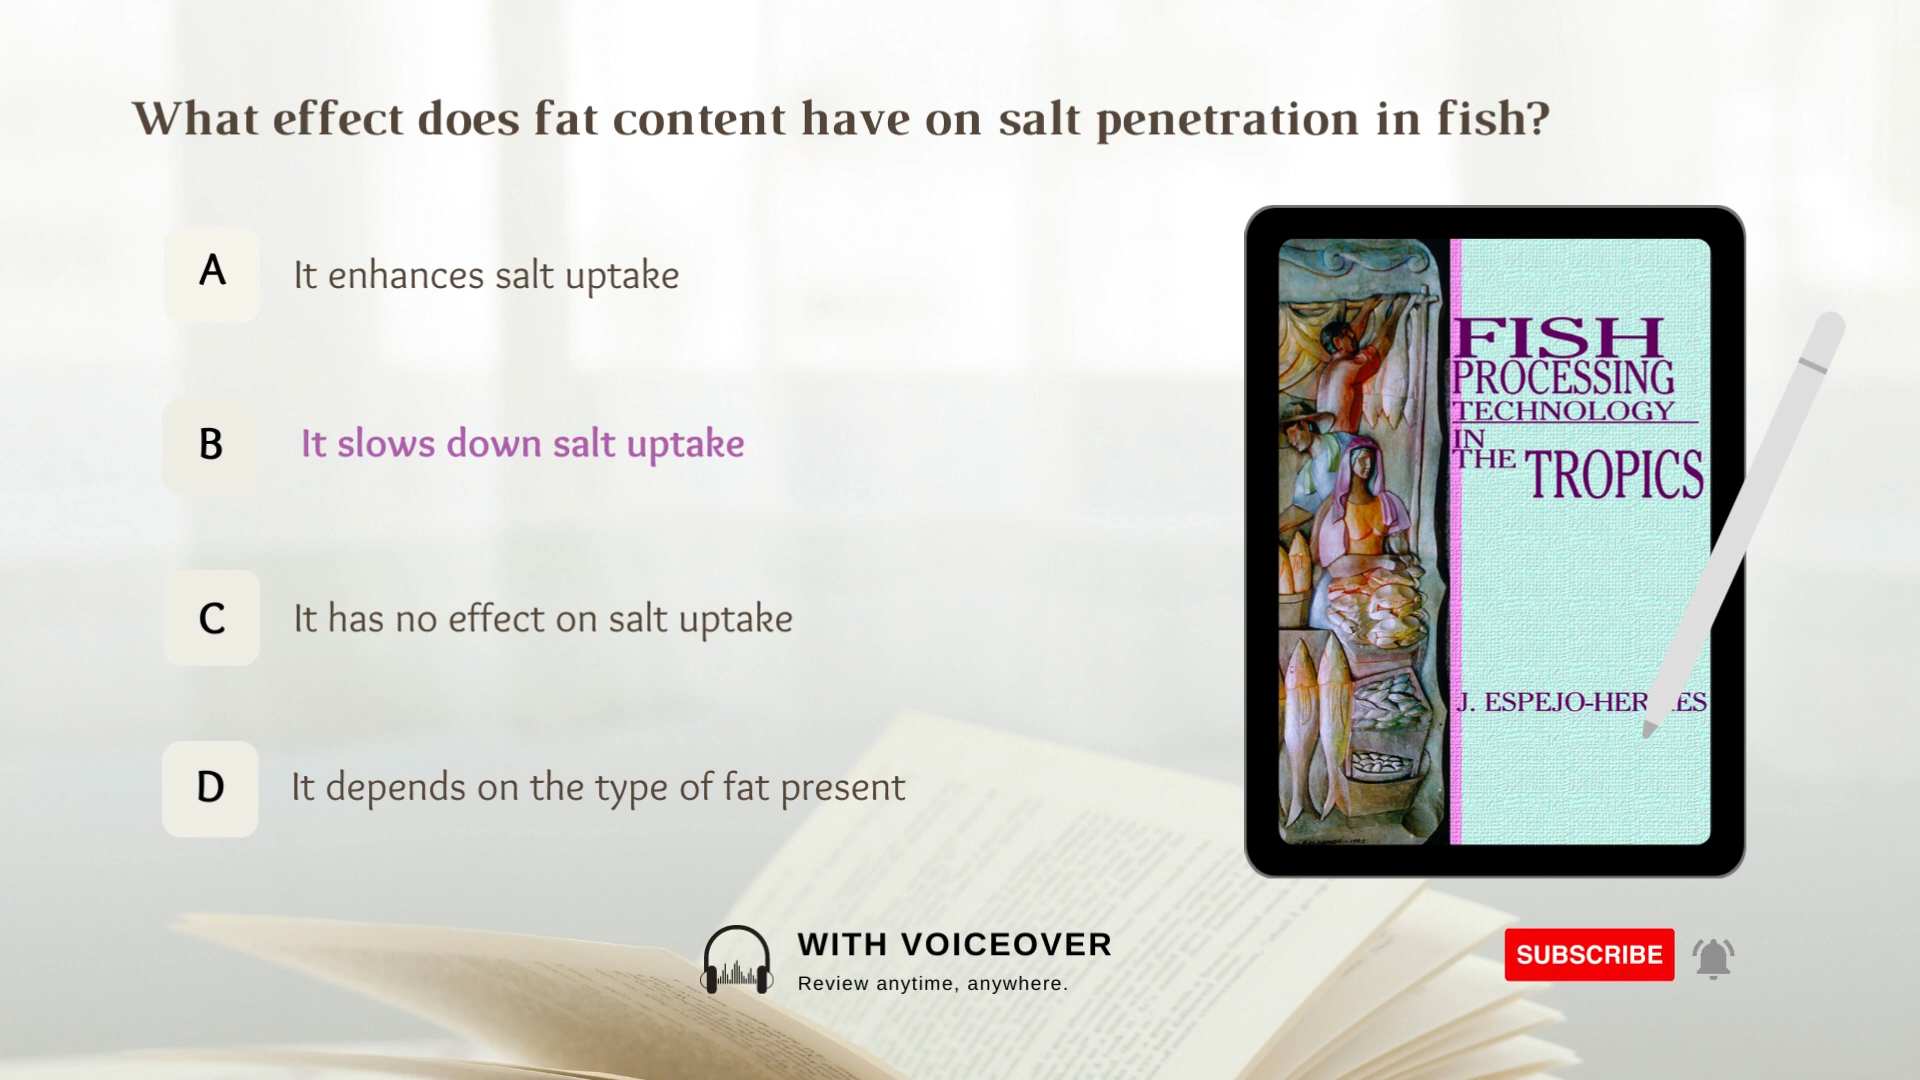 What effect does fat content have on salt penetration in fish?
A
It enhances salt uptake
B
It slows down salt uptake
C
It has no effect on salt uptake
D
It depends on the type of fat present
FISH
PROCESSING
TECHNOLOGY
IN
THE TROPICS
WITH VOICEOVER
Review anytime, anywhere.
SUBSCRIBE
J. ESPEJO-